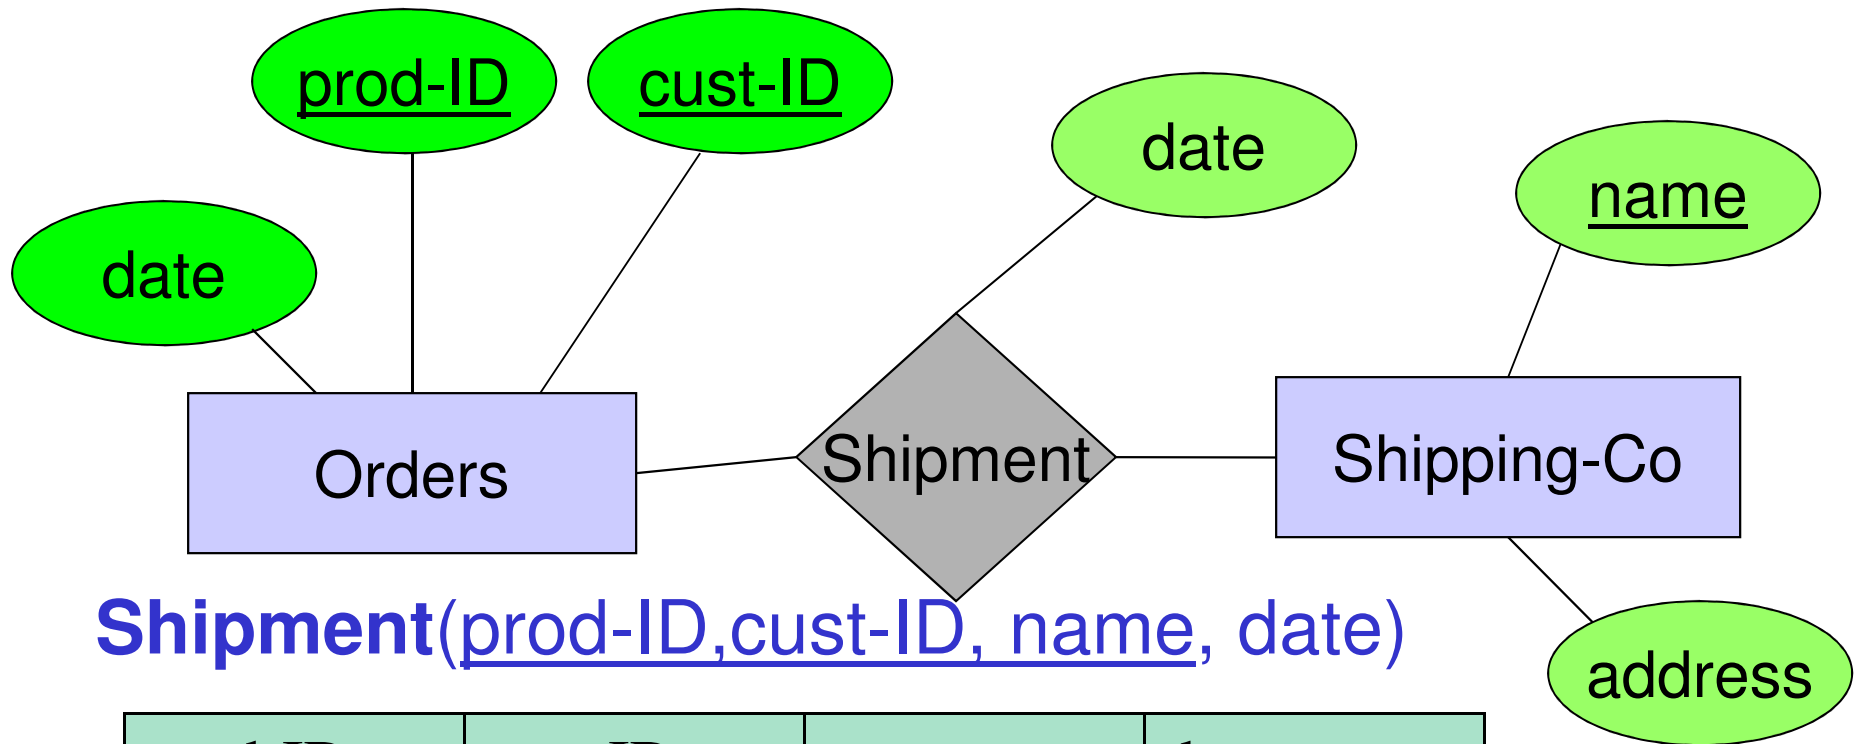 prod-ID cust-ID
date
name
date
Orders
Shipment
Shipping-Co
Shipment(prod-ID,cust-ID, name, date)
address